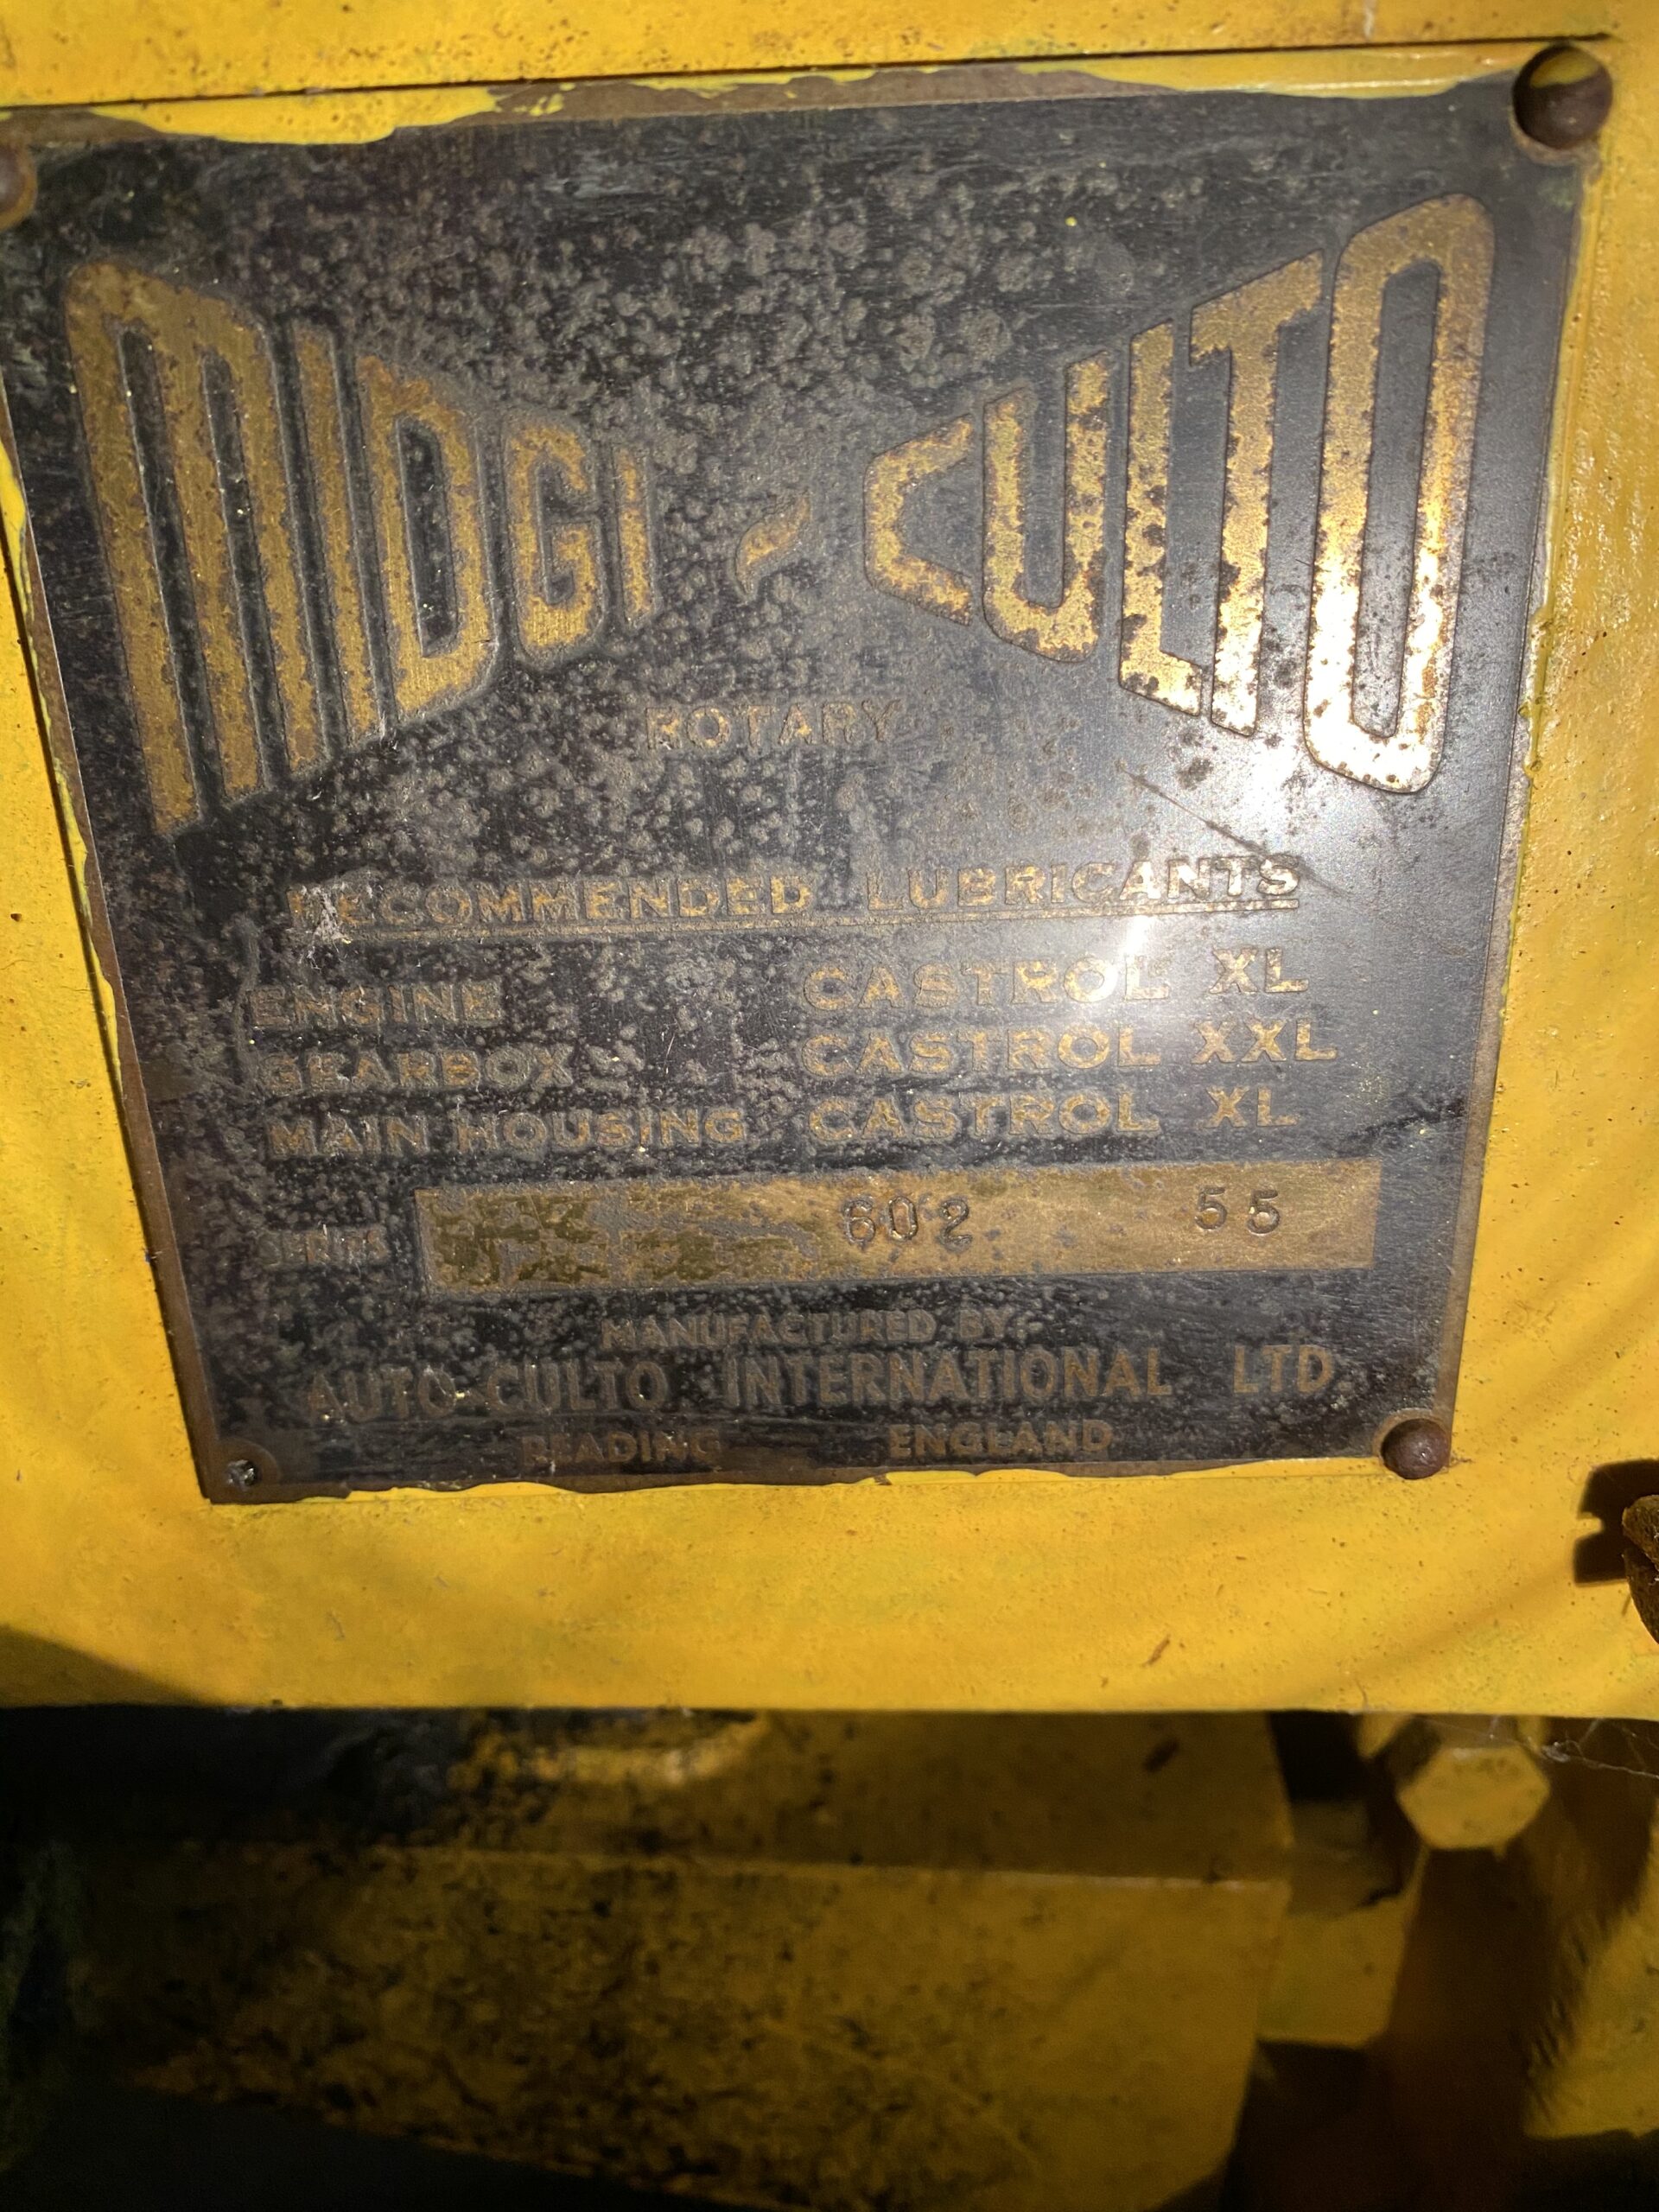 MIDGI - CULTO
ROTARY
RECOMMENDED LUBRICANTS
ENGINE CASTROL XL
GEARBOX CASTROL XXL
MAIN HOUSING CASTROL XL
SERIES 602 55
MANUFACTURED BY
AUTO-CULTO INTERNATIONAL LTD
READING ENGLAND